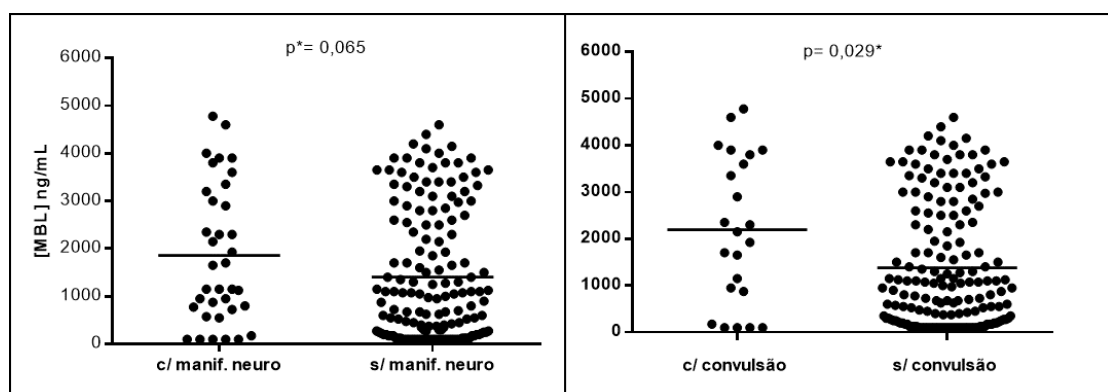 p*= 0,065
[MBL] ng/mL
6000
5000
4000
3000
2000
1000
0
c/ manif. neuro s/ manif. neuro
p= 0,029*
6000
5000
4000
3000
2000
1000
0
c/ convulsão s/ convulsão